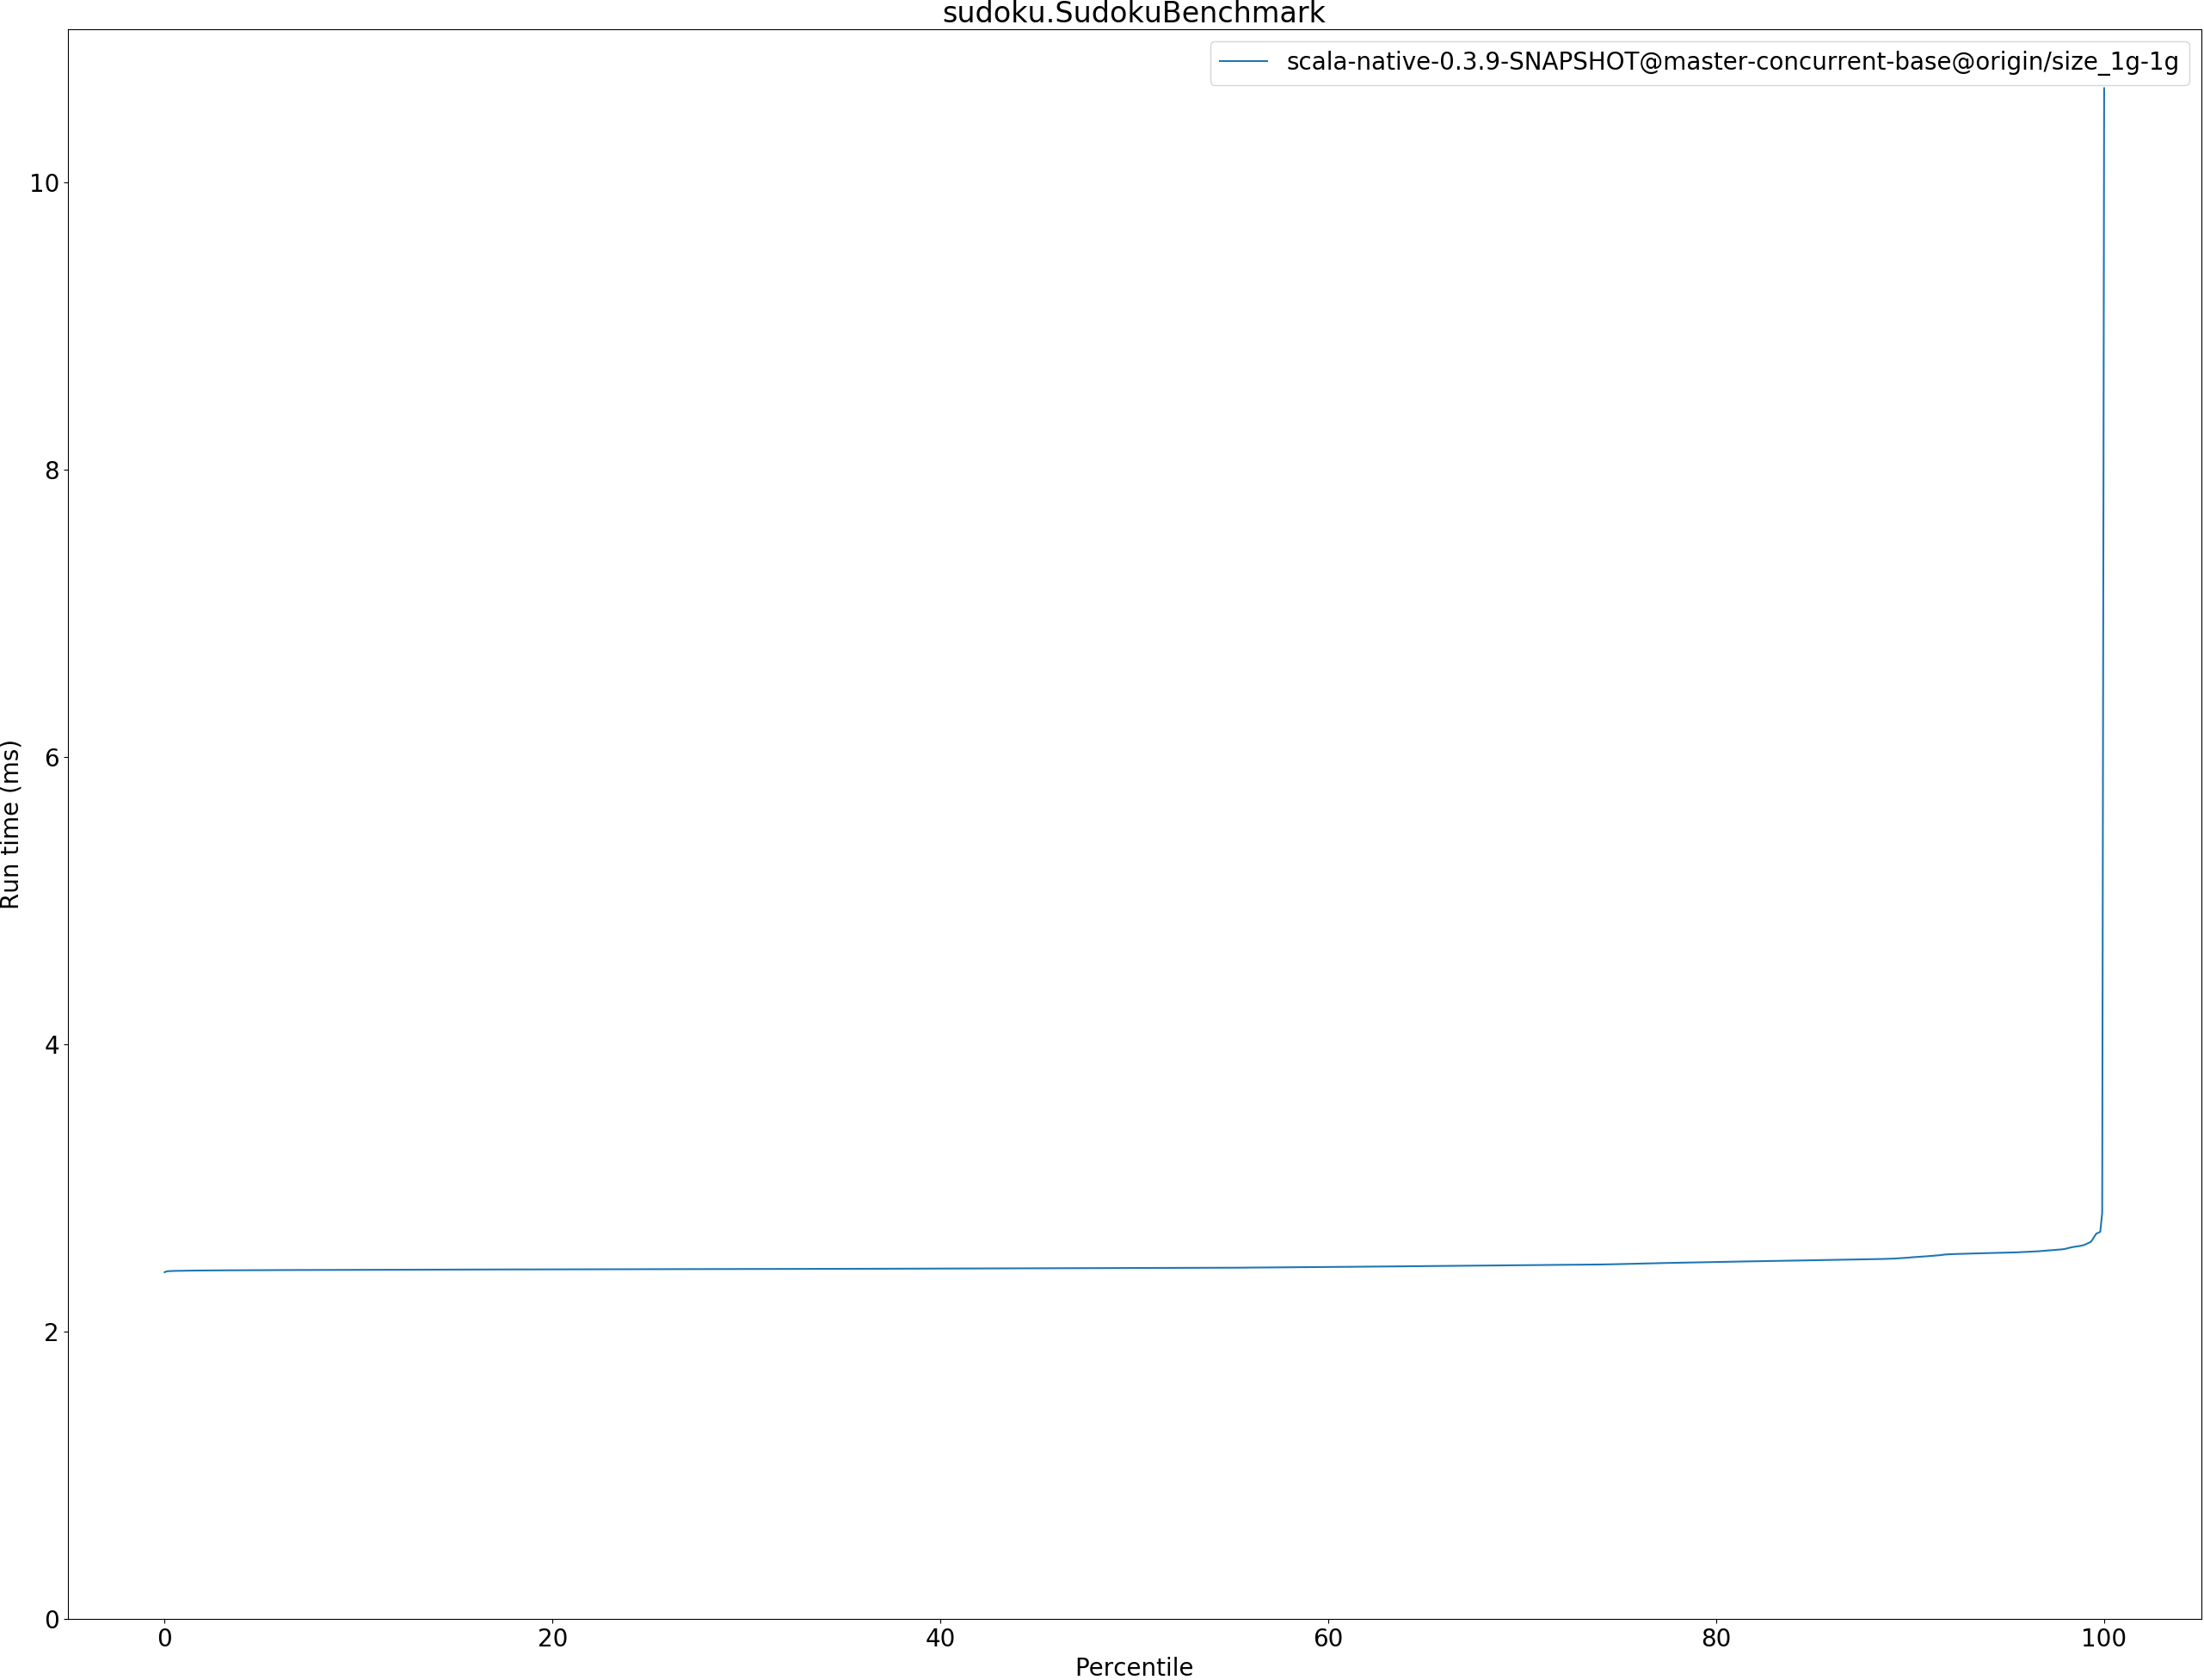 sudoku.SudokuBenchmark
scala-native-0.3.9-SNAPSHOT@master-concurrent-base@origin/size_1g-1g
Run time (ms)
10
8
6
4
2
0
0 20 40 60 80 100
Percentile